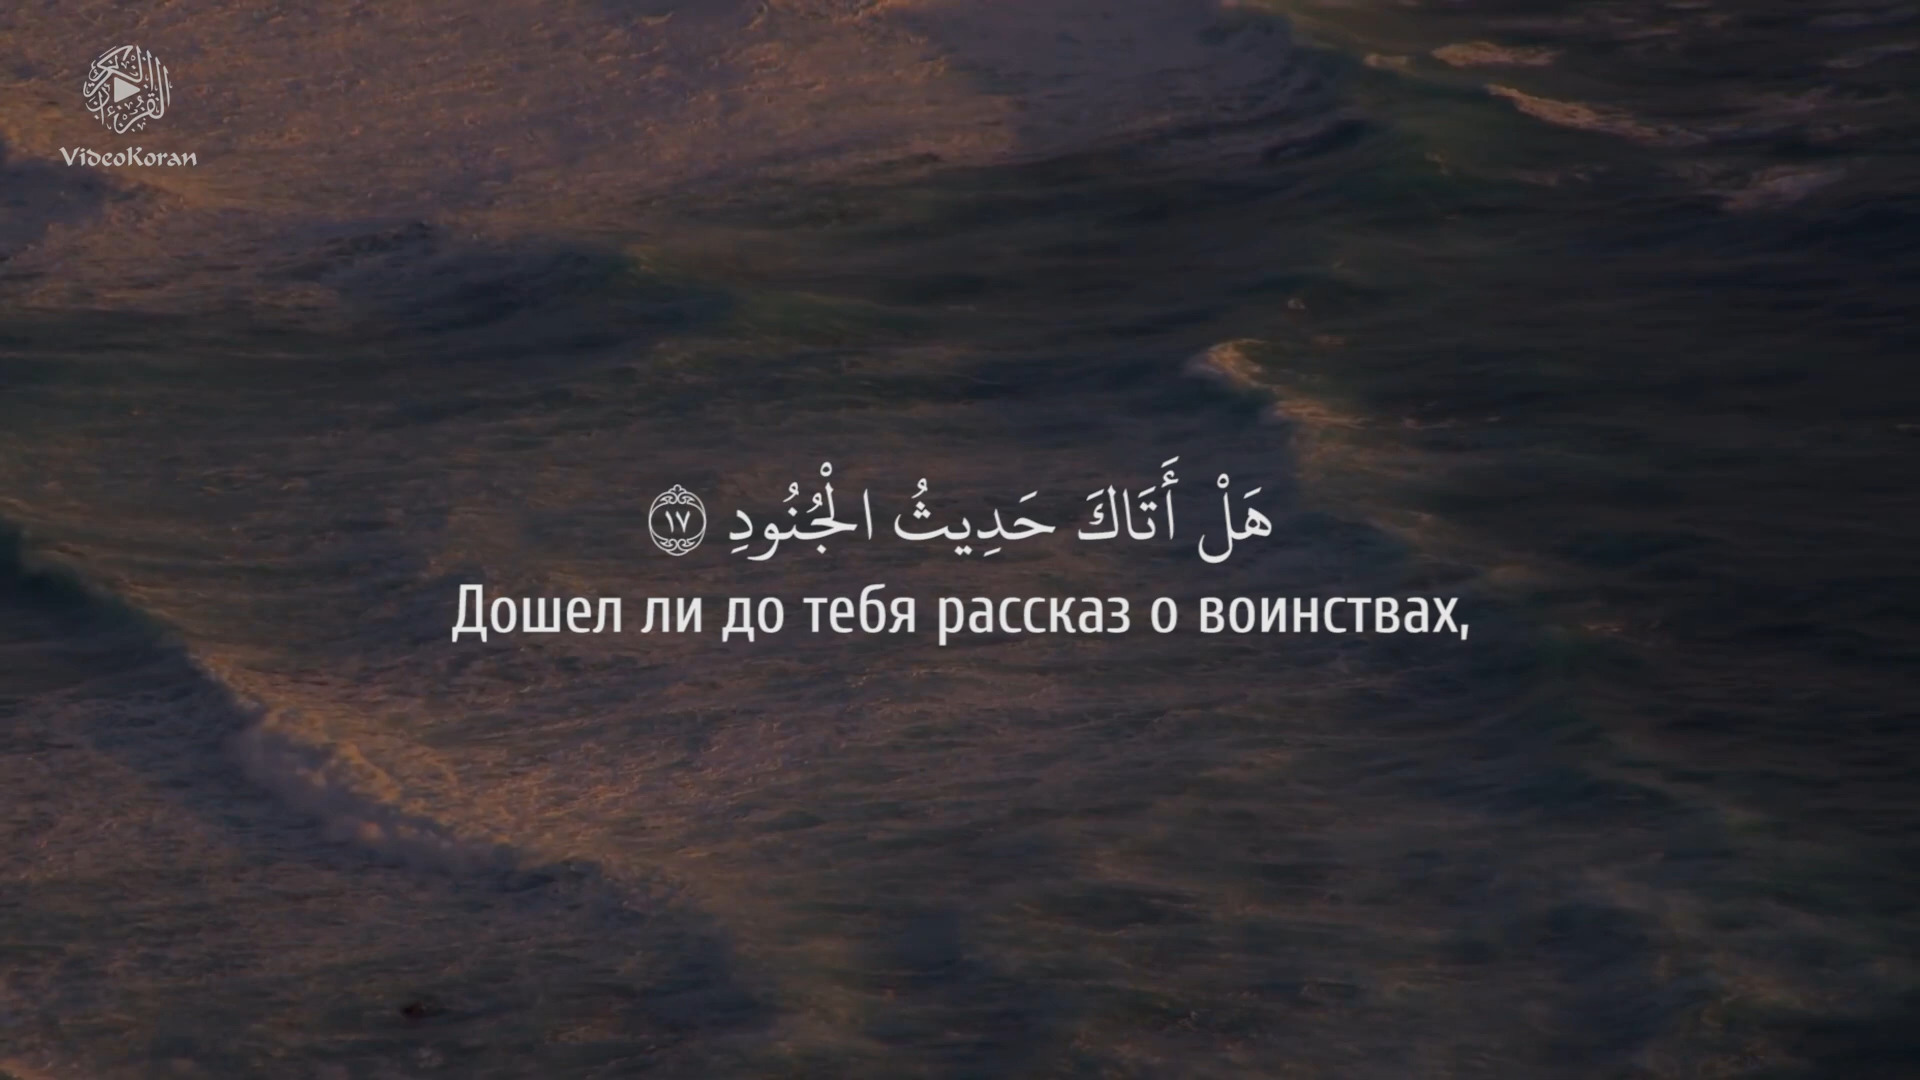 VideoKoran
هَلْ أَتَاكَ حَدِيثُ الْجُنُودِ ١٧
Дошел ли до тебя рассказ о воинствах,